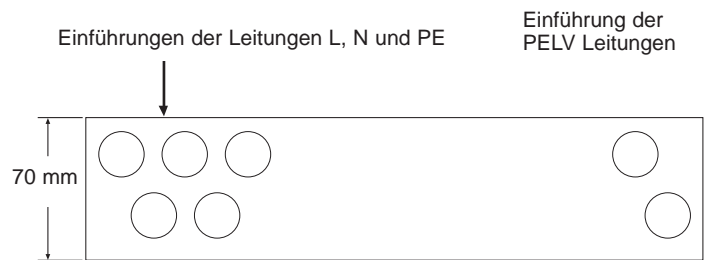 Einführungen der Leitungen L, N und PE
Einführung der
PELV Leitungen
70 mm